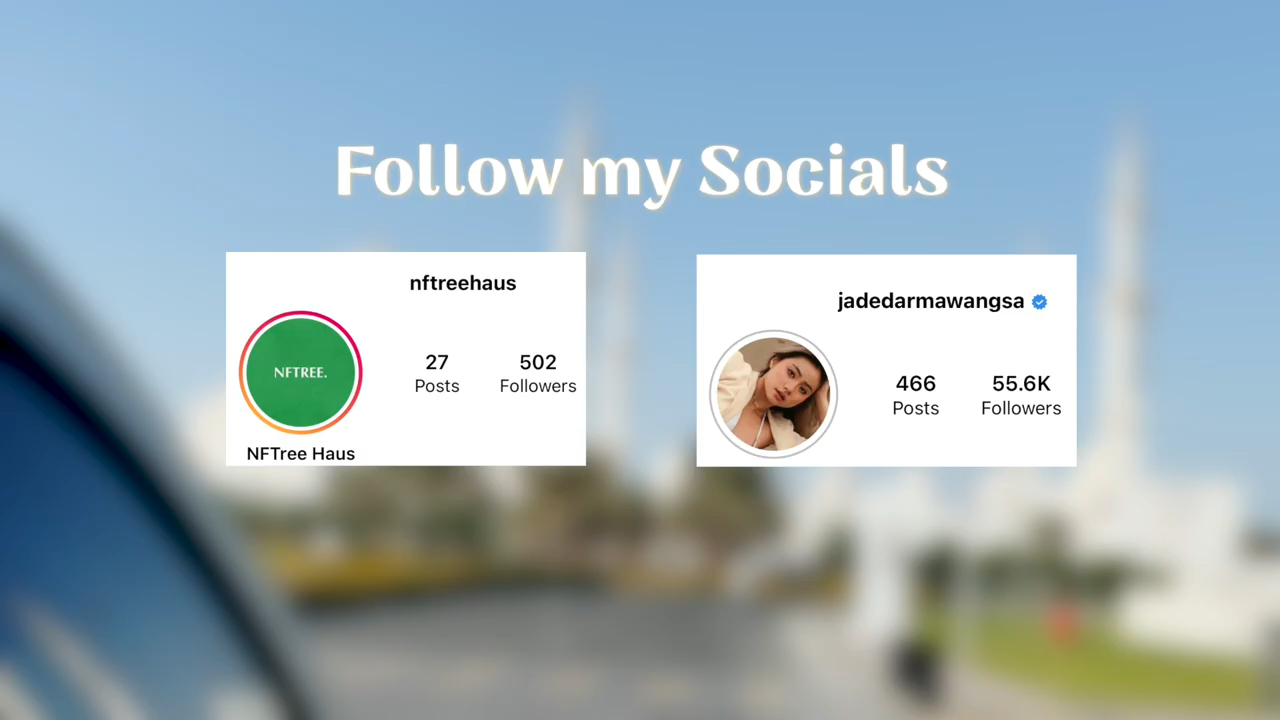 Follow my Socials
nftreehaus
NFTREE.
27
502
Posts
Followers
NFTree Haus
jadedarmawangsa
466
55.6K
Posts
Followers